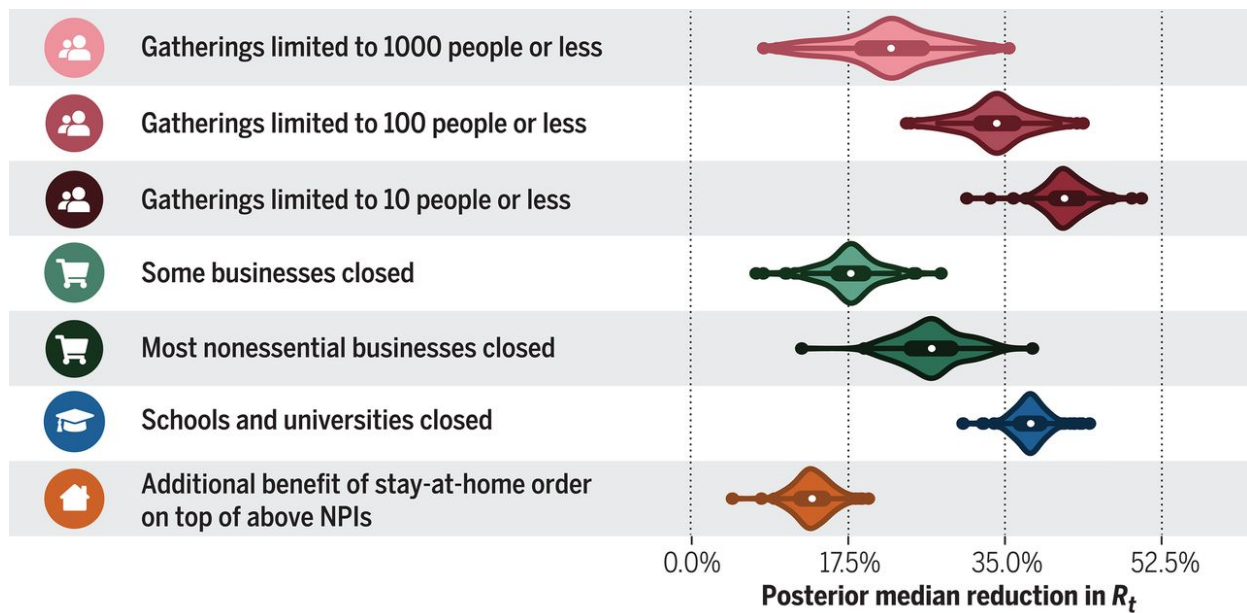 Gatherings limited to 1000 people or less
Gatherings limited to 100 people or less
Gatherings limited to 10 people or less
Some businesses closed
Most nonessential businesses closed
Schools and universities closed
Additional benefit of stay-at-home order
on top of above NPIs
0.0% 17.5% 35.0% 52.5%
Posterior median reduction in Rt